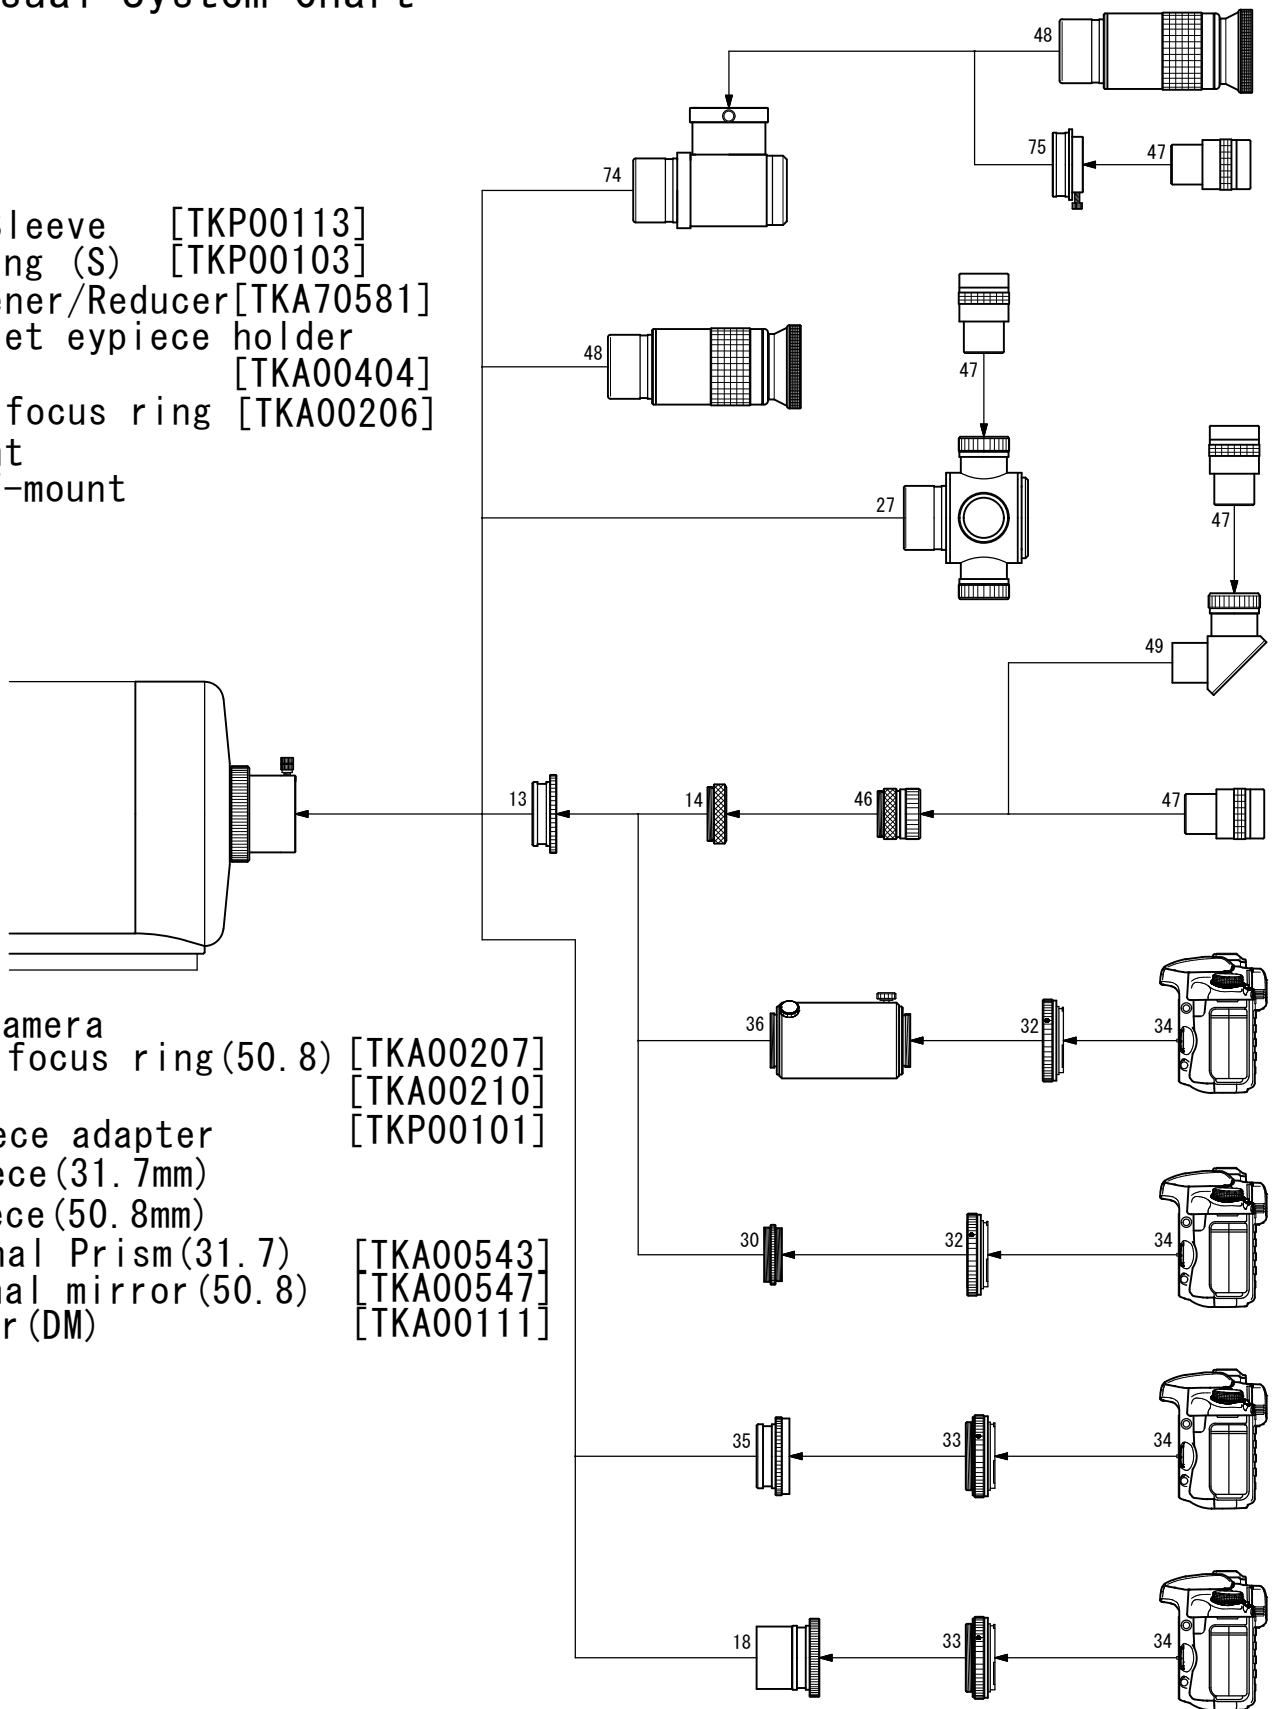 sual System Chart
Sleeve [TKP00113]
ng (S) [TKP00103]
ener/Reducer[TKA70581]
et eypiece holder
[TKA00404]
focus ring [TKA00206]
t
-mount
amera
focus ring(50.8) [TKA00207]
[TKA00210]
ece adapter [TKP00101]
ece(31.7mm)
ece(50.8mm)
nal Prism(31.7) [TKA00543]
nal mirror(50.8) [TKA00547]
r(DM) [TKA00111]
48
75
47
74
48
47
27
47
49
13
14
46
47
36
32
34
30
32
34
35
33
34
18
33
34